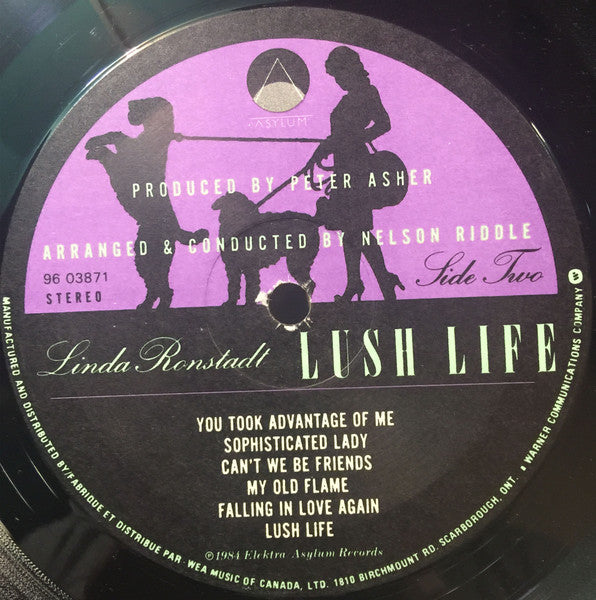 ASYLUM
PRODUCED BY PETER ASHER
ARRANGED & CONDUCTED BY NELSON RIDDLE
96 03871
STEREO
Side Two
Linda Ronstadt
LUSH LIFE
YOU TOOK ADVANTAGE OF ME
SOPHISTICATED LADY
CAN'T WE BE FRIENDS
MY OLD FLAME
FALLING IN LOVE AGAIN
LUSH LIFE
℗©1984 Elektra Asylum Records
MANUFACTURED AND DISTRIBUTED BY/FABRIQUE ET DISTRIBUE PAR·WEA MUSIC OF CANADA, LTD. 1810 BIRCHMOUNT RD. SCARBOROUGH, ONT. • A WARNER COMMUNICATIONS COMPANY W